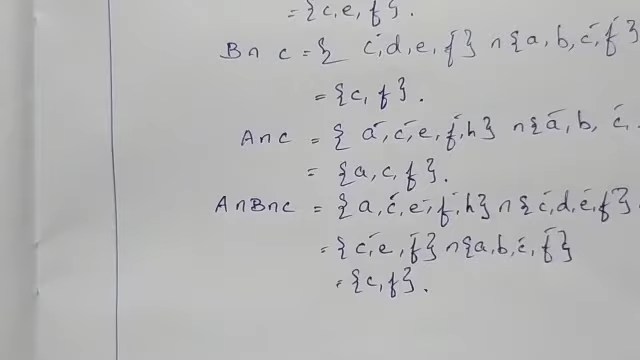 = {c, e, f}.
B∩C = { c, d, e, f} ∩ {a, b, c, f}
= {c, f}.
A∩C = { a, c, e, f, h} ∩ {a, b, c,
= {a, c, f}.
A∩B∩C = {a, c, e, f, h} ∩ {c, d, e, f}
= {c, e, f} ∩ {a, b, c, f}
= {c, f}.